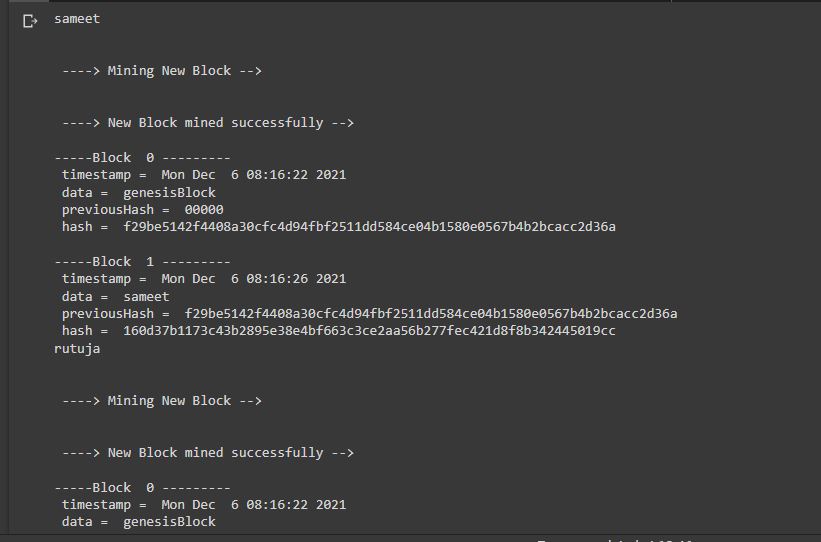 sameet
----> Mining New Block -->
----> New Block mined successfully -->
-----Block  0 ---------
timestamp =  Mon Dec  6 08:16:22 2021
data =  genesisBlock
previousHash =  00000
hash =  f29be5142f4408a30cfc4d94fbf2511dd584ce04b1580e0567b4b2bcacc2d36a
-----Block  1 ---------
timestamp =  Mon Dec  6 08:16:26 2021
data =  sameet
previousHash =  f29be5142f4408a30cfc4d94fbf2511dd584ce04b1580e0567b4b2bcacc2d36a
hash =  160d37b1173c43b2895e38e4bf663c3ce2aa56b277fec421d8f8b342445019cc
rutuja
----> Mining New Block -->
----> New Block mined successfully -->
-----Block  0 ---------
timestamp =  Mon Dec  6 08:16:22 2021
data =  genesisBlock